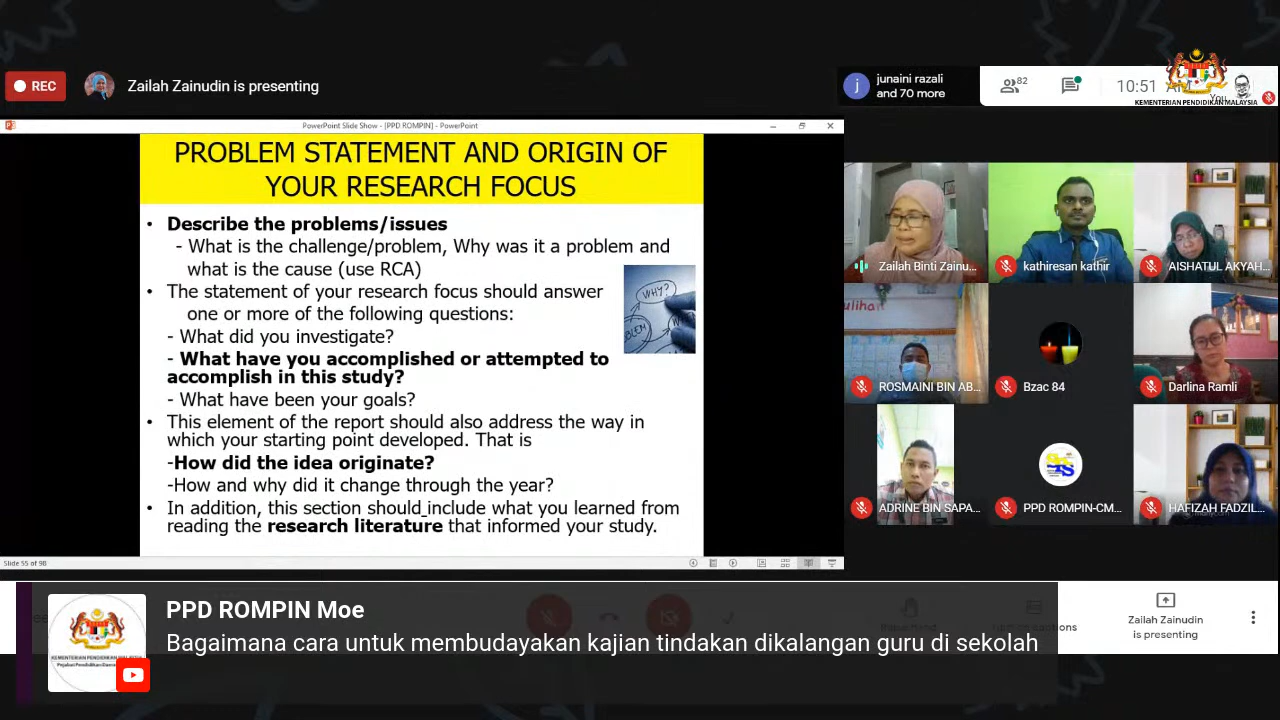 REC
Zailah Zainudin is presenting
j
junaini razali
and 70 more
82
10:51
You
KEMENTERIAN PENDIDIKAN MALAYSIA
PowerPoint Slide Show - [PPD ROMPIN] - PowerPoint
PROBLEM STATEMENT AND ORIGIN OF
YOUR RESEARCH FOCUS
• Describe the problems/issues
- What is the challenge/problem, Why was it a problem and
what is the cause (use RCA)
• The statement of your research focus should answer
one or more of the following questions:
- What did you investigate?
- What have you accomplished or attempted to
accomplish in this study?
- What have been your goals?
• This element of the report should also address the way in
which your starting point developed. That is
-How did the idea originate?
-How and why did it change through the year?
• In addition, this section should include what you learned from
reading the research literature that informed your study.
WHY?
Slide 55 of 98
Zailah Binti Zainu...
kathiresan kathir
AISHATUL AKYAH...
ROSMAINI BIN AB...
Bzac 84
Darlina Ramli
ADRINE BIN SAPA...
PPD ROMPIN-CM...
HAFIZAH FADZIL...
PPD ROMPIN Moe
Bagaimana cara untuk membudayakan kajian tindakan dikalangan guru di sekolah
KEMENTERIAN PENDIDIKAN MALAYSIA
Zailah Zainudin
is presenting